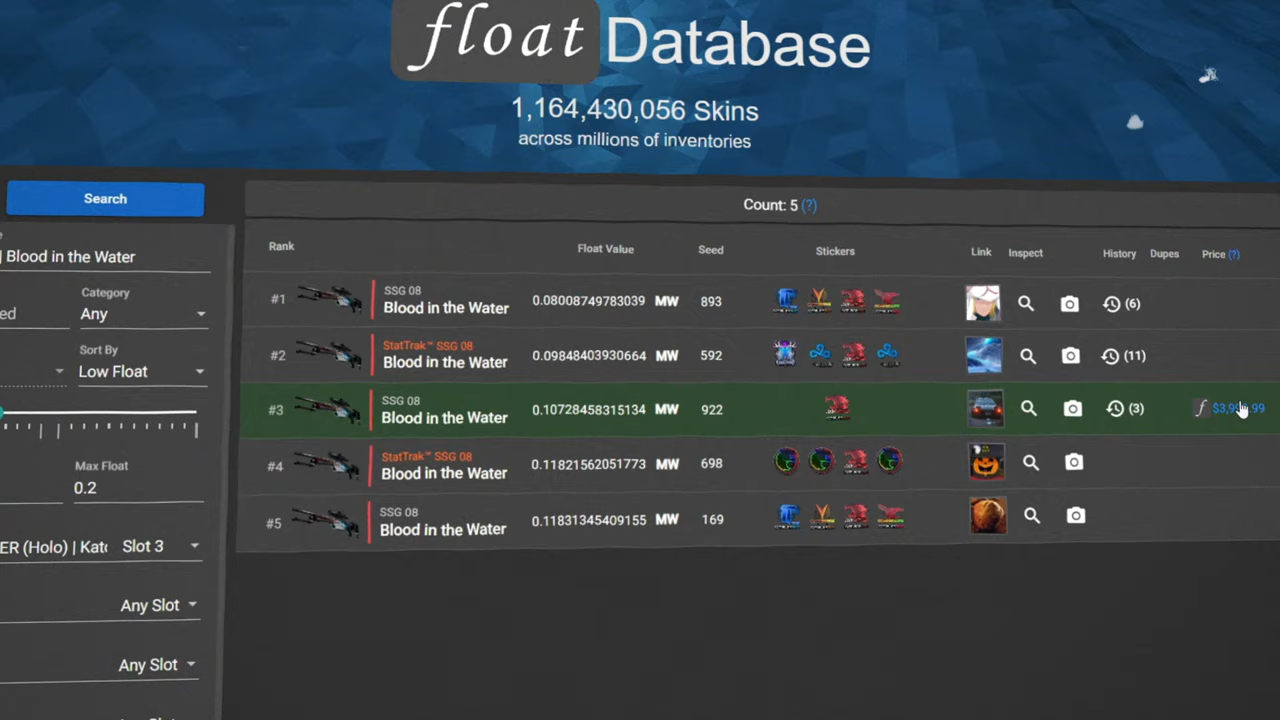 float Database
1,164,430,056 Skins
across millions of inventories
Search
Count: 5 (?)
Blood in the Water
Category
Any
Sort By
Low Float
Max Float
0.2
(Holo)
Slot 3
Any Slot
Any Slot
Rank Float Value Seed Stickers Link Inspect History Dupes Price (?)
#1 SSG 08
Blood in the Water 0.08008749783039 MW 893 (6)
#2 StatTrak™ SSG 08
Blood in the Water 0.09848403930664 MW 592 (11)
#3 SSG 08
Blood in the Water 0.10728458315134 MW 922 (3) f
#4 StatTrak™ SSG 08
Blood in the Water 0.11821562051773 MW 698
#5 SSG 08
Blood in the Water 0.11831345409155 MW 169